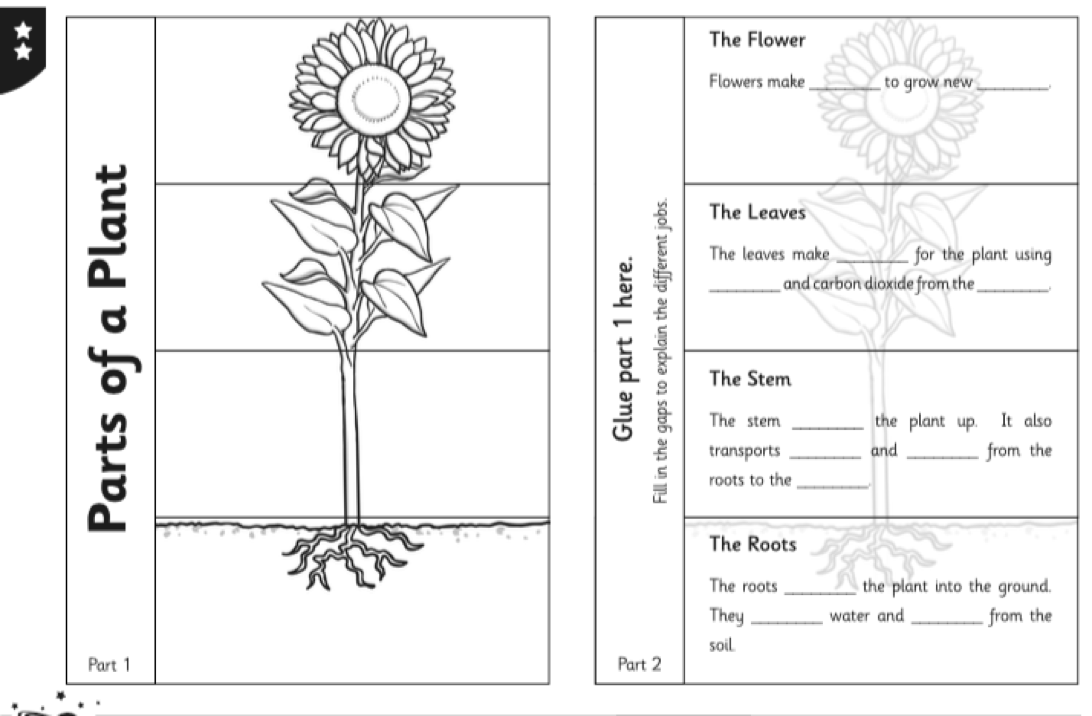 Parts of a Plant
Part 1
Glue part 1 here.
Fill in the gaps to explain the different jobs.
Part 2
The Flower
Flowers make ________ to grow new ________.
The Leaves
The leaves make ________ for the plant using
________ and carbon dioxide from the ________.
The Stem
The stem ________ the plant up. It also
transports ________ and ________ from the
roots to the ________.
The Roots
The roots ________ the plant into the ground.
They ________ water and ________ from the
soil.